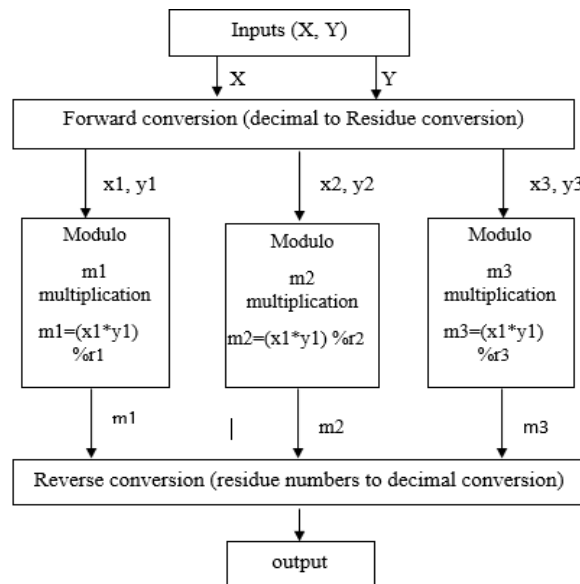 Inputs (X, Y)
X
Y
Forward conversion (decimal to Residue conversion)
x1, y1
x2, y2
x3, y3
Modulo
m1
multiplication
m1=(x1*y1)
%r1
Modulo
m2
multiplication
m2=(x1*y1) %r2
Modulo
m3
multiplication
m3=(x1*y1)
%r3
m1
m2
m3
Reverse conversion (residue numbers to decimal conversion)
output